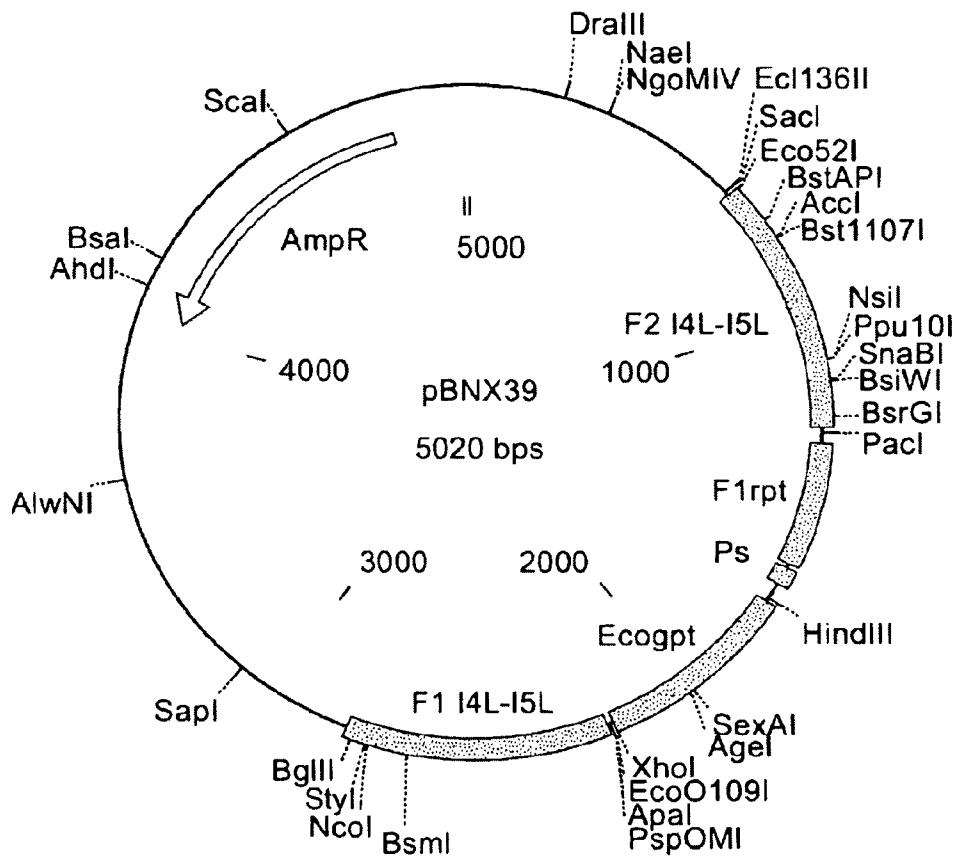 DraIII
NaeI
NgoMIV
Ecl136II
ScaI
SacI
Eco52I
BstAPI
AccI
Bst1107I
BsaI
AhdI
AmpR
5000
F2 I4L-I5L
NsiI
Ppu10I
SnaBI
BsiWI
BsrGI
PacI
4000
1000
pBNX39
5020 bps
AlwNI
F1rpt
Ps
3000
2000
Ecogpt
HindIII
SapI
F1 I4L-I5L
SexAI
AgeI
BglII
StyI
NcoI
BsmI
XhoI
EcoO109I
ApaI
PspOMI